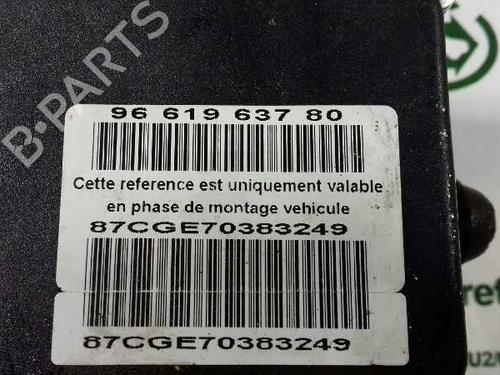 96 619 637 80
Cette reference est uniquement valable
en phase de montage vehicule
87CGE70383249
87CGE70383249
B-PARTS